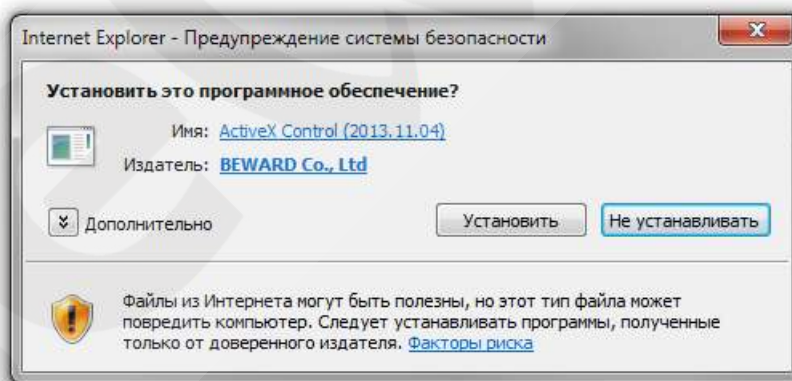 Internet Explorer - Предупреждение системы безопасности
Установить это программное обеспечение?
Имя: ActiveX Control (2013.11.04)
Издатель: BEWARD Co., Ltd
Дополнительно
Установить
Не устанавливать
Файлы из Интернета могут быть полезны, но этот тип файла может
повредить компьютер. Следует устанавливать программы, полученные
только от доверенного издателя. Факторы риска